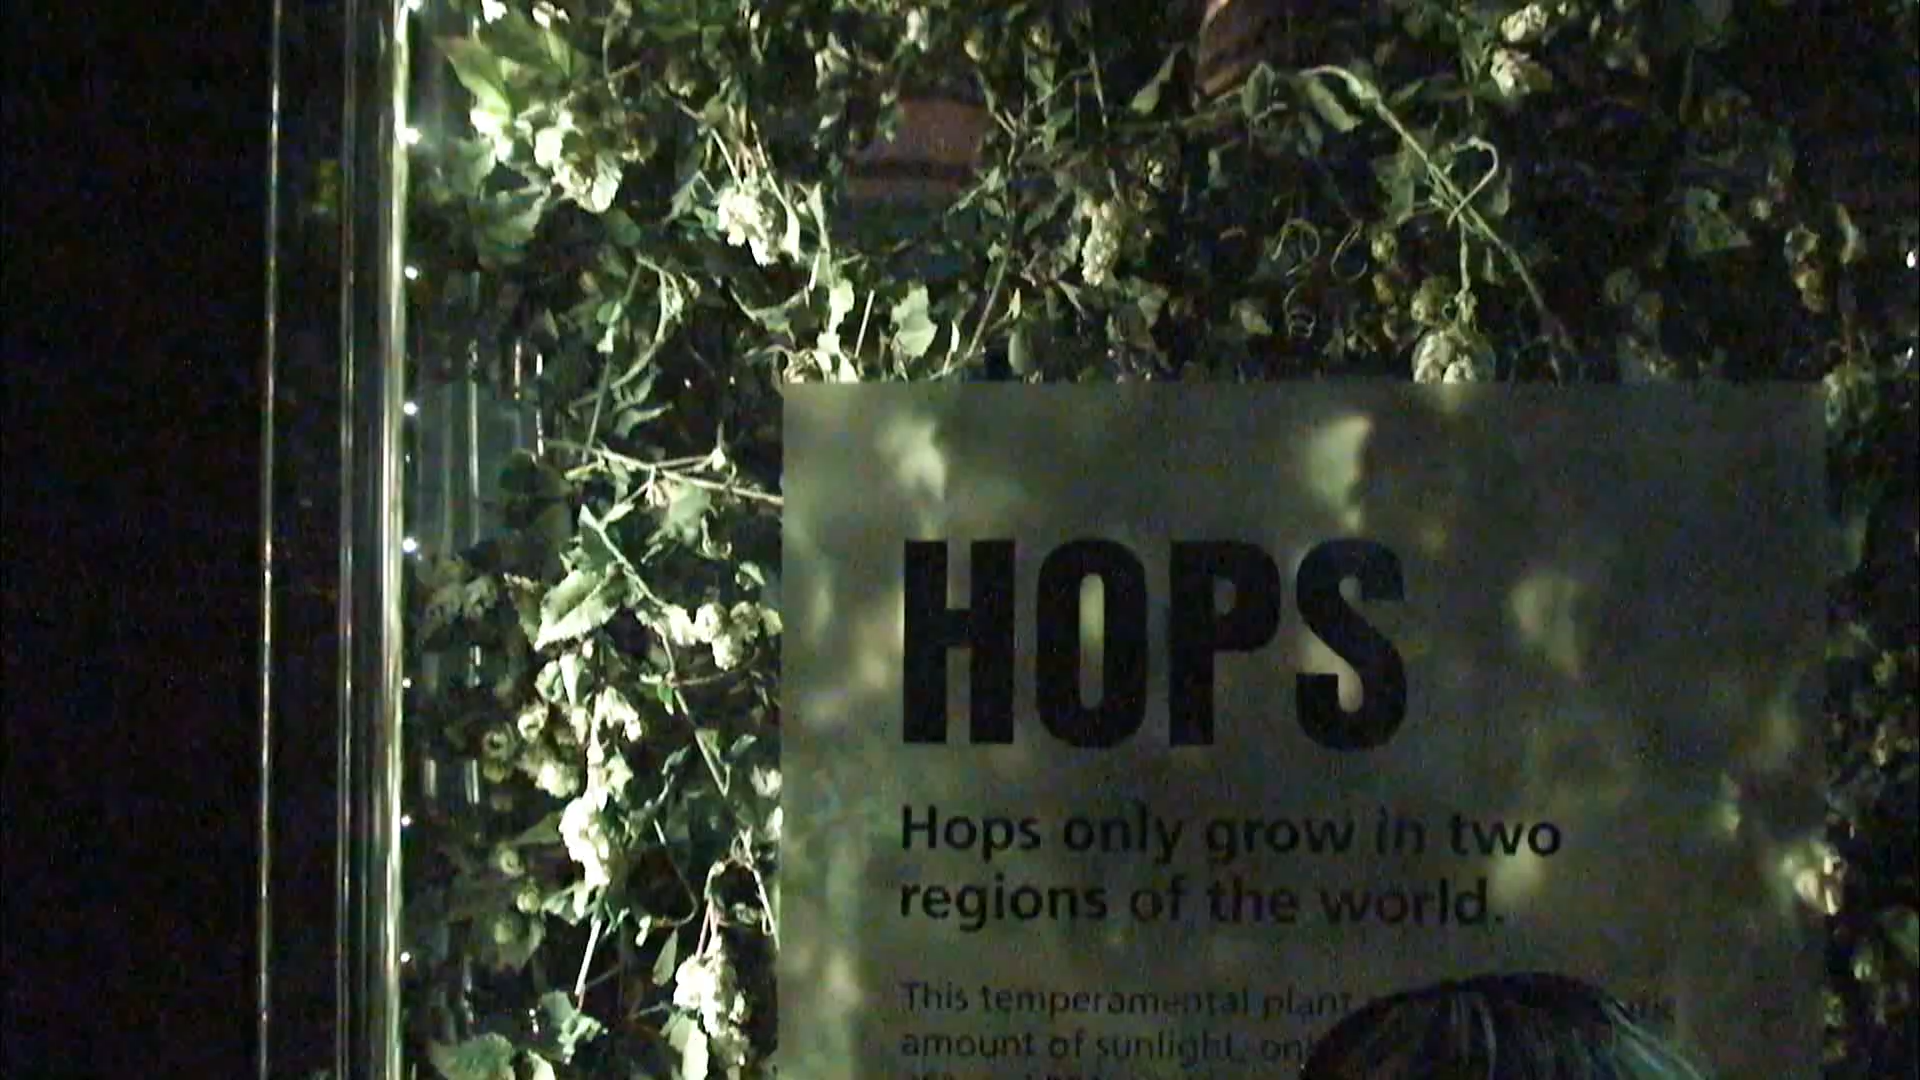 HOPS
Hops only grow in two
regions of the world.
This temperamental plant
amount of sunlight,